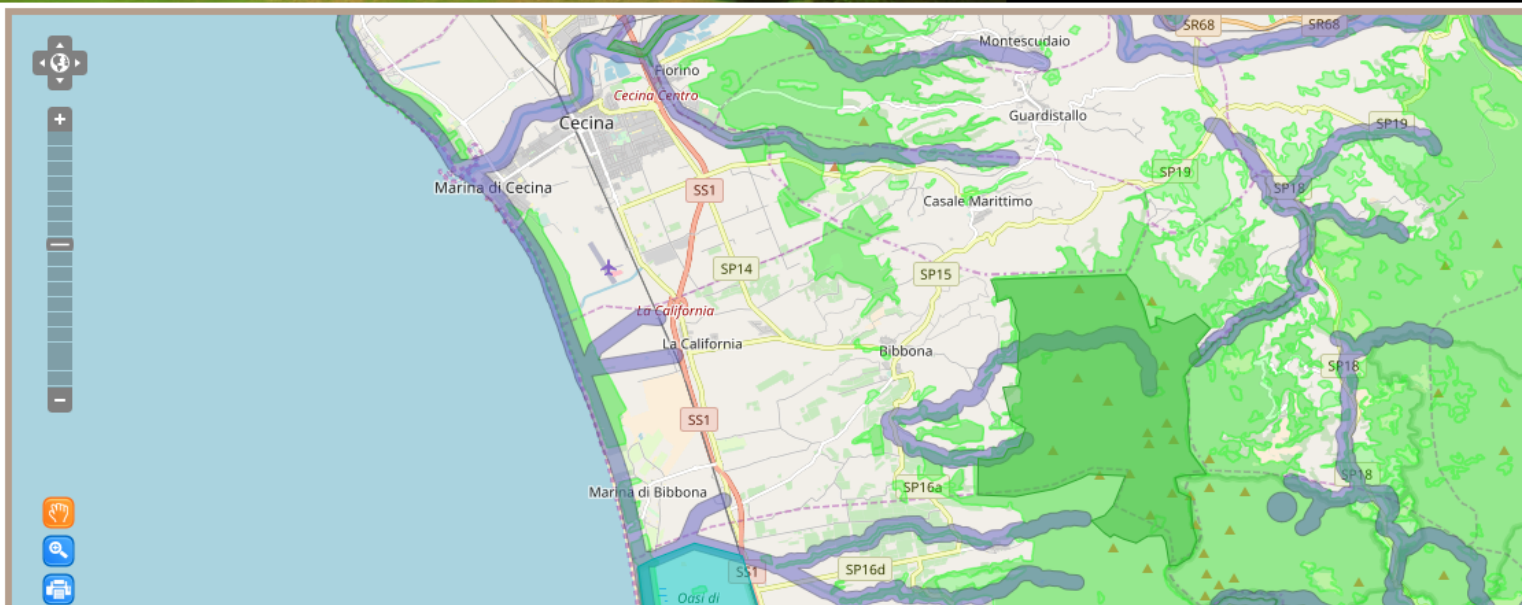 SR68
SR68
Montescudaio
Fiorino
Cecina Centro
Guardistallo
Cecina
SP19
SP19
Marina di Cecina
SS1
SP18
Casale Marittimo
SP14
SP15
La California
La California
Bibbona
SP18
SS1
SP18
SP16a
Marina di Bibbona
SS1
SP16d
Oasi di